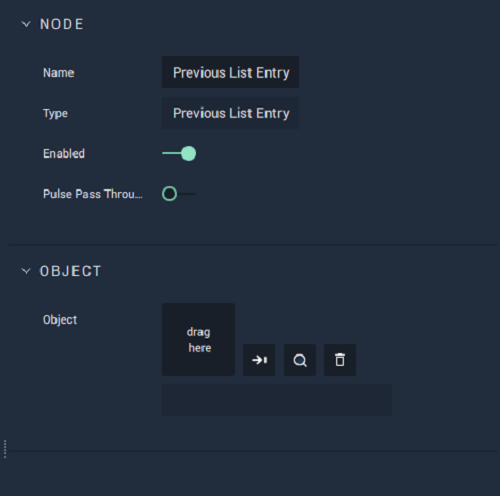 NODE
Name
Previous List Entry
Type
Previous List Entry
Enabled
Pulse Pass Throu...
OBJECT
Object
drag
here